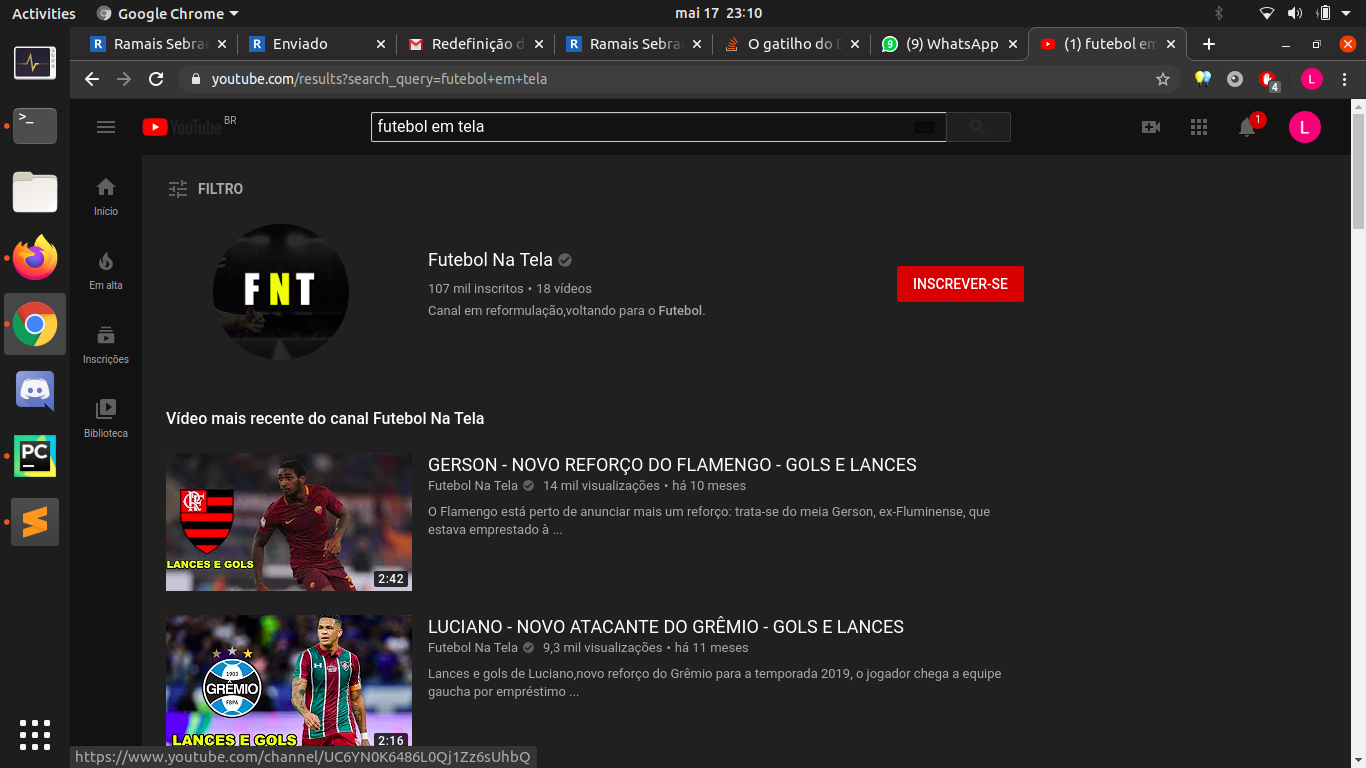 Activities Google Chrome mai 17 23:10
Ramais Sebra Enviado Redefinição d Ramais Sebra O gatilho do D (9) WhatsApp (1) futebol em
youtube.com/results?search_query=futebol+em+tela 4 L
YouTube BR futebol em tela 1 L
FILTRO
Início
Em alta
Inscrições
Biblioteca
>_
PC
FNT
Futebol Na Tela
107 mil inscritos • 18 vídeos
Canal em reformulação,voltando para o Futebol.
INSCREVER-SE
Vídeo mais recente do canal Futebol Na Tela
LANCES E GOLS
2:42
GERSON - NOVO REFORÇO DO FLAMENGO - GOLS E LANCES
Futebol Na Tela 14 mil visualizações • há 10 meses
O Flamengo está perto de anunciar mais um reforço: trata-se do meia Gerson, ex-Fluminense, que
estava emprestado à ...
1903
GRÊMIO
FBPA
LANCES E GOLS
2:16
LUCIANO - NOVO ATACANTE DO GRÊMIO - GOLS E LANCES
Futebol Na Tela 9,3 mil visualizações • há 11 meses
Lances e gols de Luciano,novo reforço do Grêmio para a temporada 2019, o jogador chega a equipe
gaucha por empréstimo ...
https://www.youtube.com/channel/UC6YN0K6486L0Qj1Zz6sUhbQ